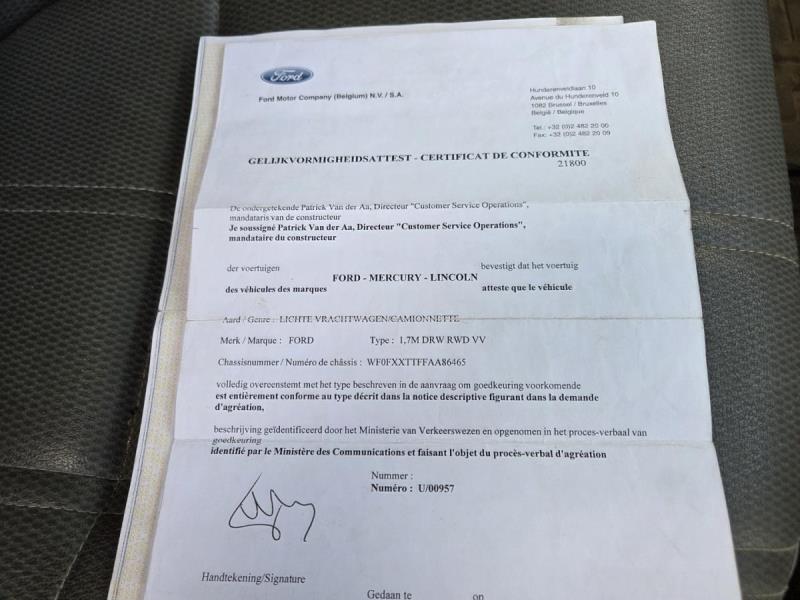 Ford
Ford Motor Company (Belgium) N.V. / S.A.
Hunderenveldlaan 10
Avenue du Hunderenveld 10
1082 Brussel / Bruxelles
België / Belgique
Tel.: +32 (0)2 482 20 00
Fax: +32 (0)2 482 20 09
GELIJKVORMIGHEIDSATTEST - CERTIFICAT DE CONFORMITE
21800
De ondergetekende Patrick Van der Aa, Directeur "Customer Service Operations",
mandataris van de constructeur
Je soussigné Patrick Van der Aa, Directeur "Customer Service Operations",
mandataire du constructeur
der voertuigen
bevestigt dat het voertuig
FORD - MERCURY - LINCOLN
des véhicules des marques
atteste que le véhicule
Aard / Genre : LICHTE VRACHTWAGEN/CAMIONNETTE
Merk / Marque : FORD Type : 1,7M DRW RWD VV
Chassisnummer / Numéro de châssis : WF0FXXTTFFAA86465
volledig overeenstemt met het type beschreven in de aanvraag om goedkeuring voorkomende
est entièrement conforme au type décrit dans la notice descriptive figurant dans la demande
d'agréation,
beschrijving geïdentificeerd door het Ministerie van Verkeerswezen en opgenomen in het proces-verbaal van
goedkeuring
identifié par le Ministère des Communications et faisant l'objet du procès-verbal d'agréation
Nummer :
Numéro : U/00957
Handtekening/Signature
Gedaan te op